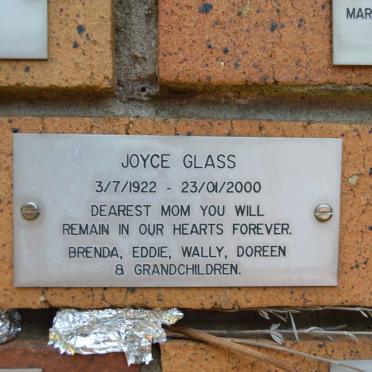 MAR
JOYCE GLASS
3/7/1922 - 23/01/2000
DEAREST MOM YOU WILL
REMAIN IN OUR HEARTS FOREVER.
BRENDA, EDDIE, WALLY, DOREEN
& GRANDCHILDREN.